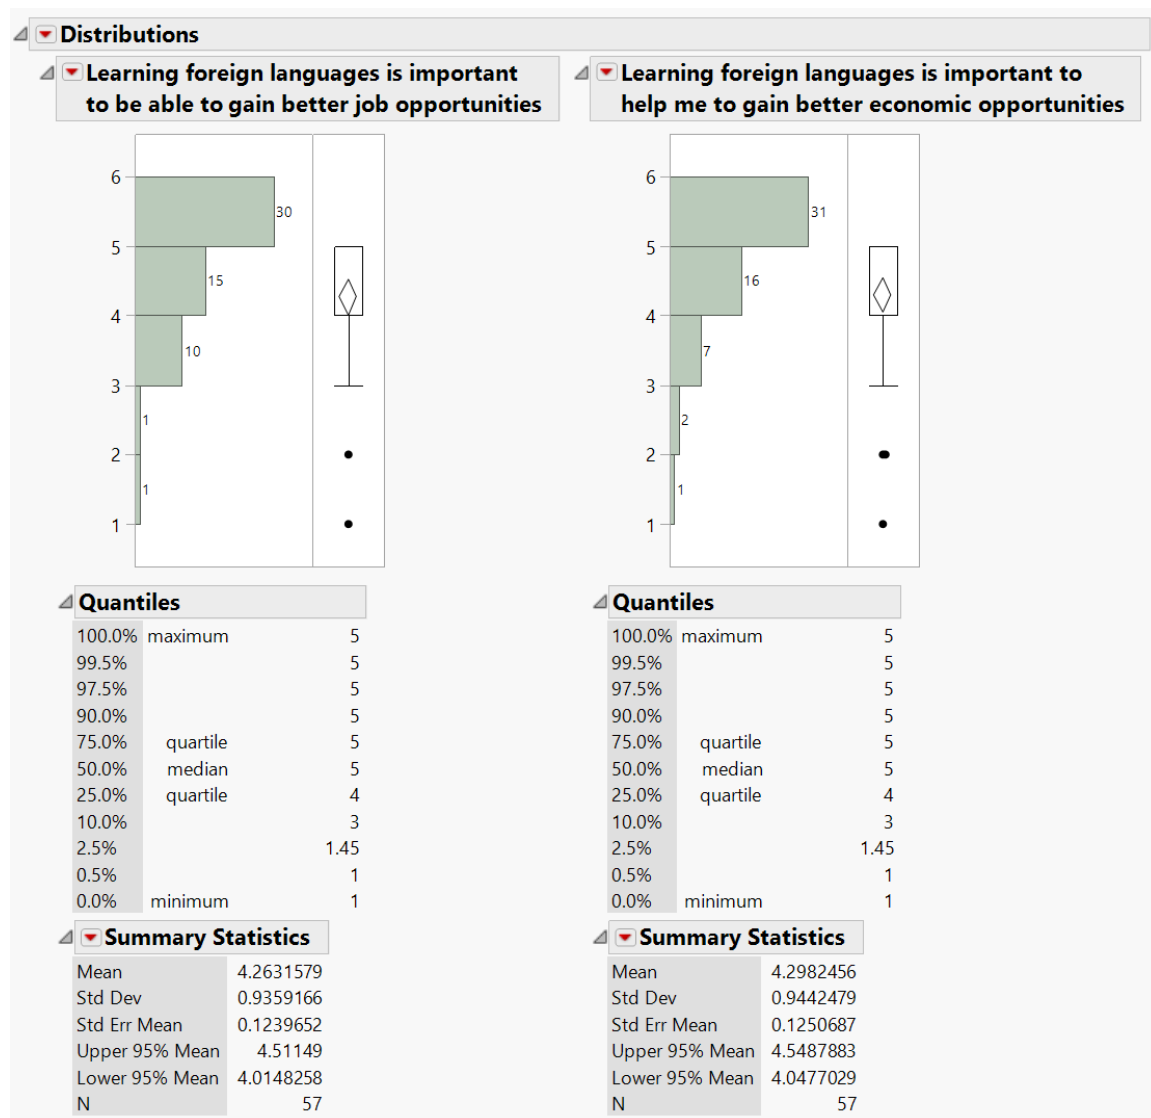 Distributions
Learning foreign languages is important
to be able to gain better job opportunities
6
5
4
3
2
1
30
15
10
1
1
Quantiles
100.0% maximum 5
99.5% 5
97.5% 5
90.0% 5
75.0% quartile 5
50.0% median 5
25.0% quartile 4
10.0% 3
2.5% 1.45
0.5% 1
0.0% minimum 1
Summary Statistics
Mean 4.2631579
Std Dev 0.9359166
Std Err Mean 0.1239652
Upper 95% Mean 4.51149
Lower 95% Mean 4.0148258
N 57
Learning foreign languages is important to
help me to gain better economic opportunities
6
5
4
3
2
1
31
16
7
2
1
Quantiles
100.0% maximum 5
99.5% 5
97.5% 5
90.0% 5
75.0% quartile 5
50.0% median 5
25.0% quartile 4
10.0% 3
2.5% 1.45
0.5% 1
0.0% minimum 1
Summary Statistics
Mean 4.2982456
Std Dev 0.9442479
Std Err Mean 0.1250687
Upper 95% Mean 4.5487883
Lower 95% Mean 4.0477029
N 57